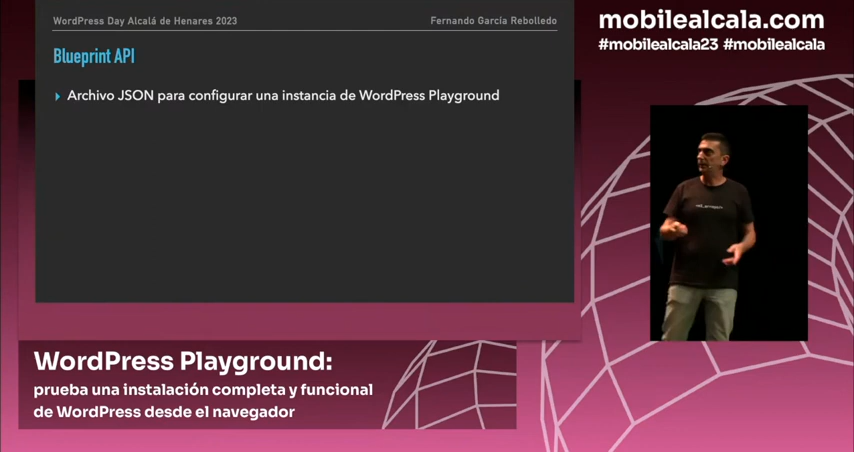 WordPress Day Alcalá de Henares 2023
Fernando García Rebolledo
mobilealcala.com
#mobilealcala23 #mobilealcala
Blueprint API
Archivo JSON para configurar una instancia de WordPress Playground
WordPress Playground:
prueba una instalación completa y funcional
de WordPress desde el navegador